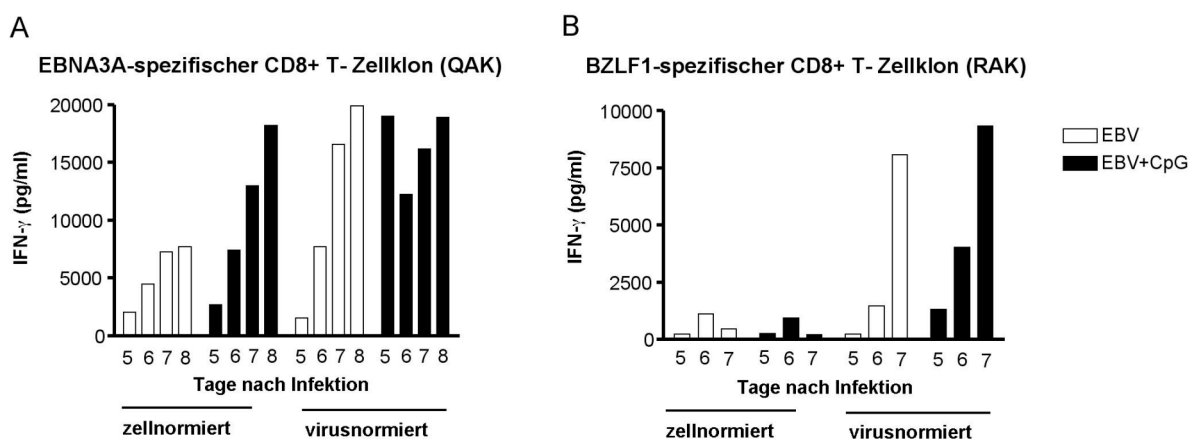 A
EBNA3A-spezifischer CD8+ T- Zellklon (QAK)
IFN-γ (pg/ml)
20000
15000
10000
5000
0
5 6 7 8 5 6 7 8 5 6 7 8 5 6 7 8
Tage nach Infektion
zellnormiert virusnormiert
B
BZLF1-spezifischer CD8+ T- Zellklon (RAK)
IFN-γ (pg/ml)
10000
7500
5000
2500
0
5 6 7 5 6 7 5 6 7 5 6 7
Tage nach Infektion
zellnormiert virusnormiert
EBV
EBV+CpG